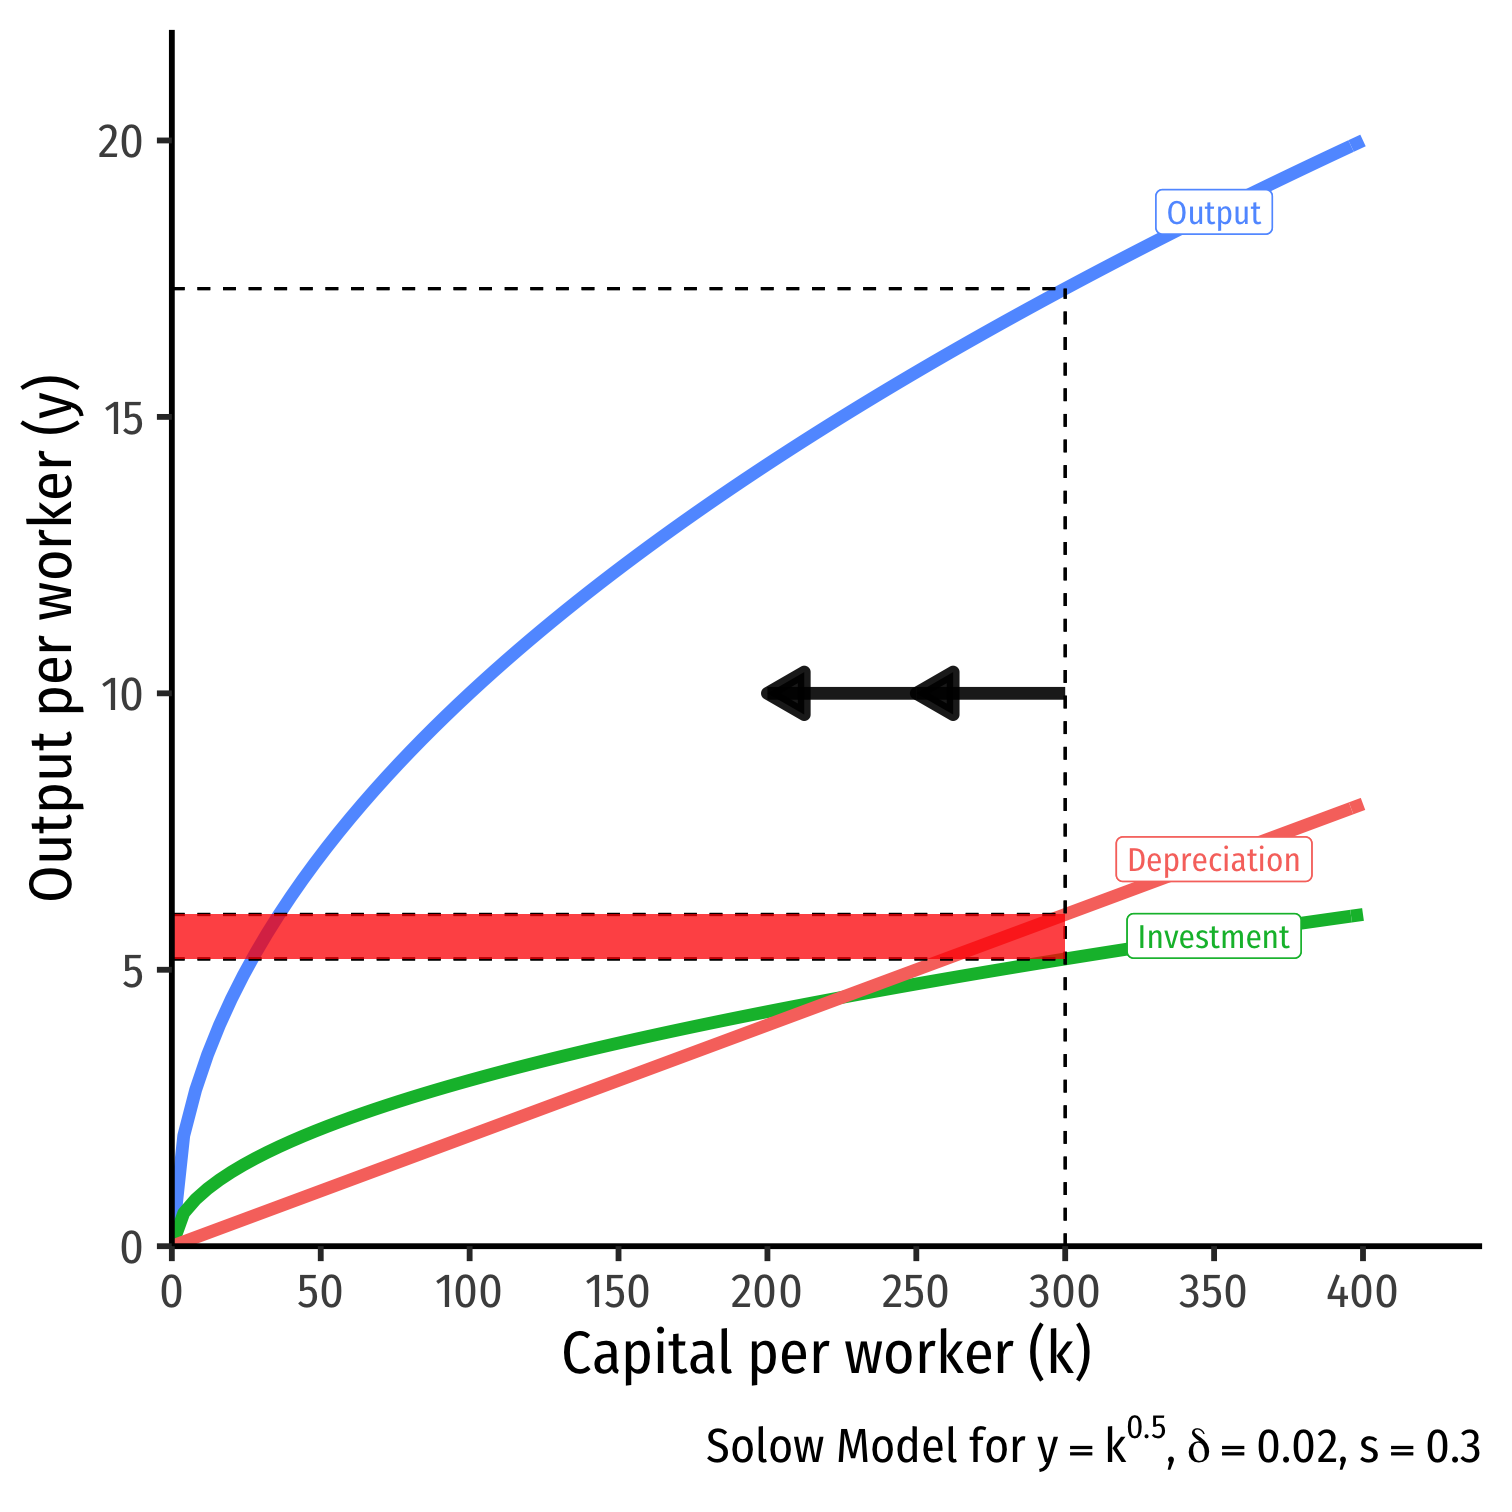 Output per worker (y)
20
15
10
5
0
Output
Depreciation
Investment
0 50 100 150 200 250 300 350 400
Capital per worker (k)
Solow Model for y = k^0.5, δ = 0.02, s = 0.3